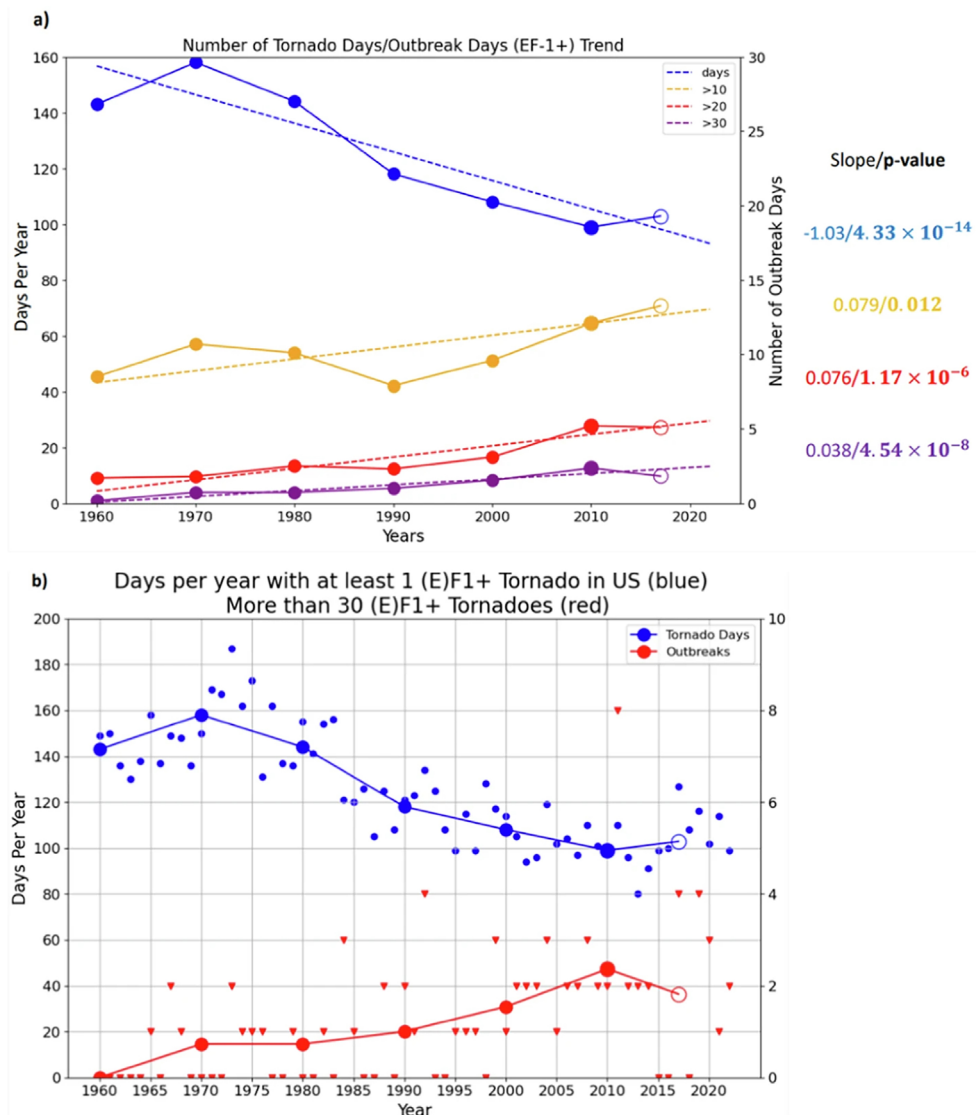 a)
Number of Tornado Days/Outbreak Days (EF-1+) Trend
160
140
120
100
80
60
40
20
0
Days Per Year
days
>10
>20
>30
30
25
20
15
10
5
0
Number of Outbreak Days
1960 1970 1980 1990 2000 2010 2020
Years
Slope/p-value
-1.03/4.33 × 10⁻¹⁴
0.079/0.012
0.076/1.17 × 10⁻⁶
0.038/4.54 × 10⁻⁸
b)
Days per year with at least 1 (E)F1+ Tornado in US (blue)
More than 30 (E)F1+ Tornadoes (red)
200
180
160
140
120
100
80
60
40
20
0
Days Per Year
Tornado Days
Outbreaks
10
8
6
4
2
0
1960 1965 1970 1975 1980 1985 1990 1995 2000 2005 2010 2015 2020
Year